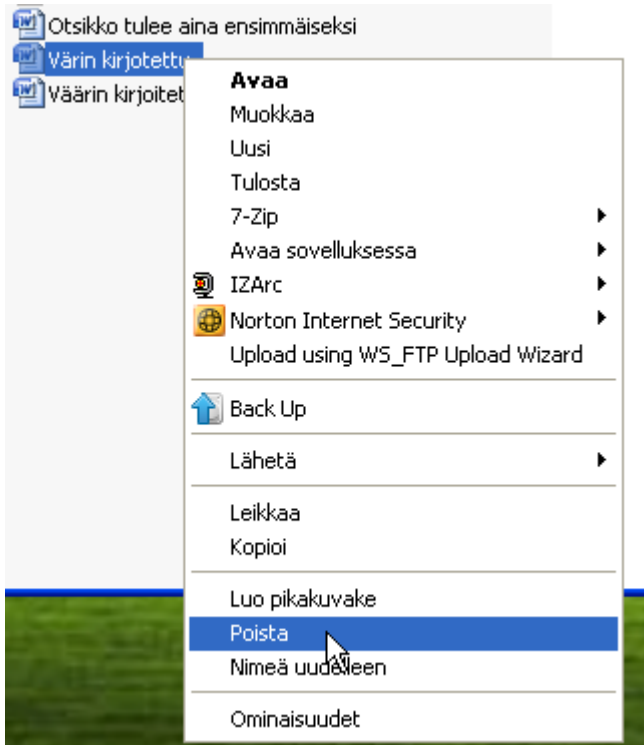 Otsikko tulee aina ensimmäiseksi
Värin kirjotettu
Väärin kirjoitet
Avaa
Muokkaa
Uusi
Tulosta
7-Zip
Avaa sovelluksessa
IZArc
Norton Internet Security
Upload using WS_FTP Upload Wizard
Back Up
Lähetä
Leikkaa
Kopioi
Luo pikakuvake
Poista
Nimeä uudelleen
Ominaisuudet